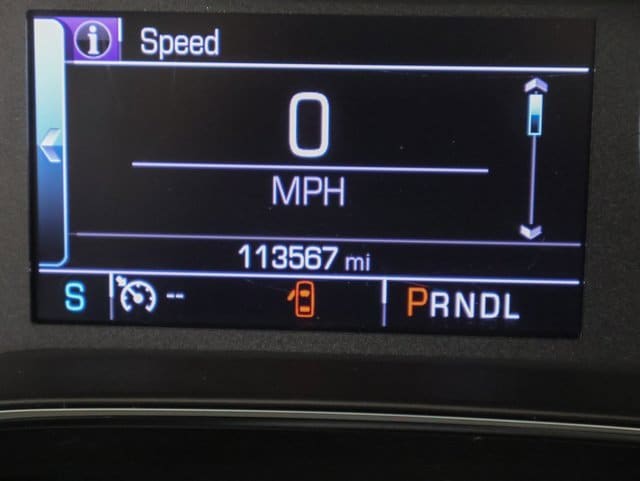 i Speed
0
MPH
113567 mi
S -- PRNDL